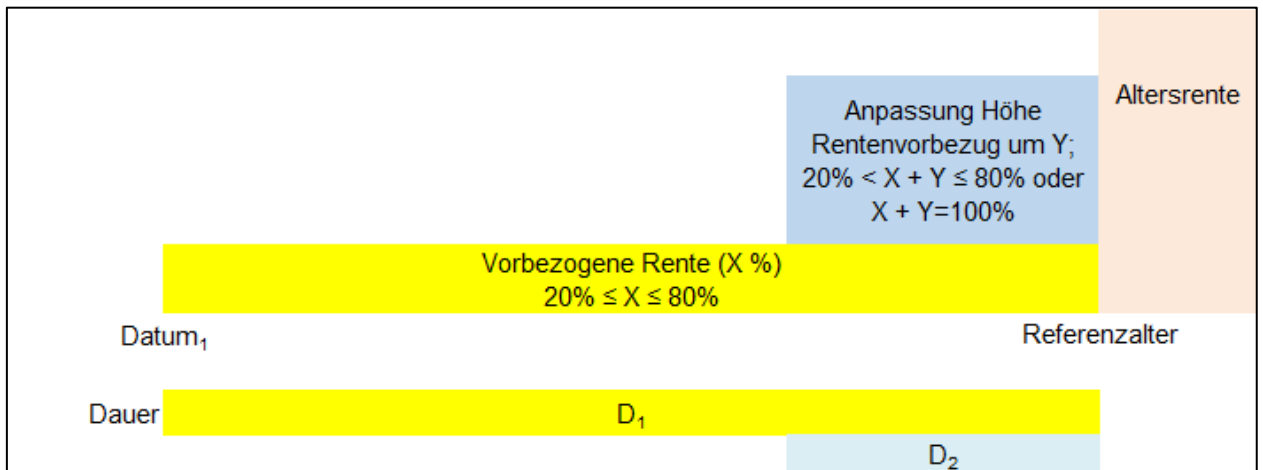 Altersrente
Anpassung Höhe
Rentenvorbezug um Y;
20% < X + Y ≤ 80% oder
X + Y=100%
Vorbezogene Rente (X %)
20% ≤ X ≤ 80%
Datum₁
Referenzalter
Dauer
D₁
D₂